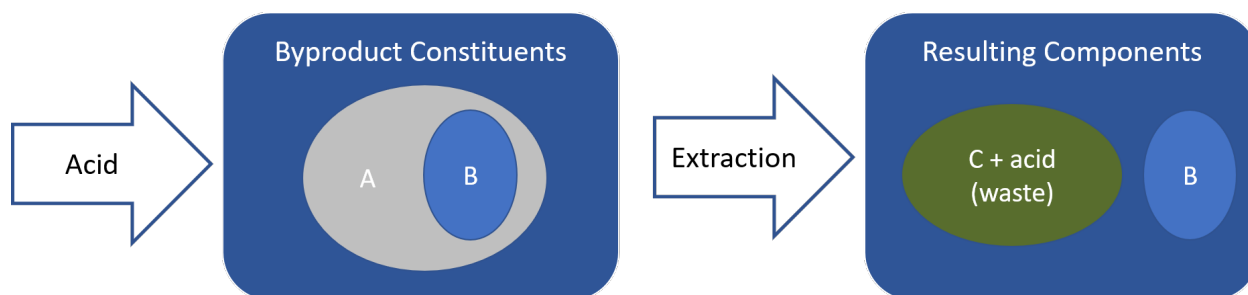 Acid
Byproduct Constituents
A
B
Extraction
Resulting Components
C + acid
(waste)
B